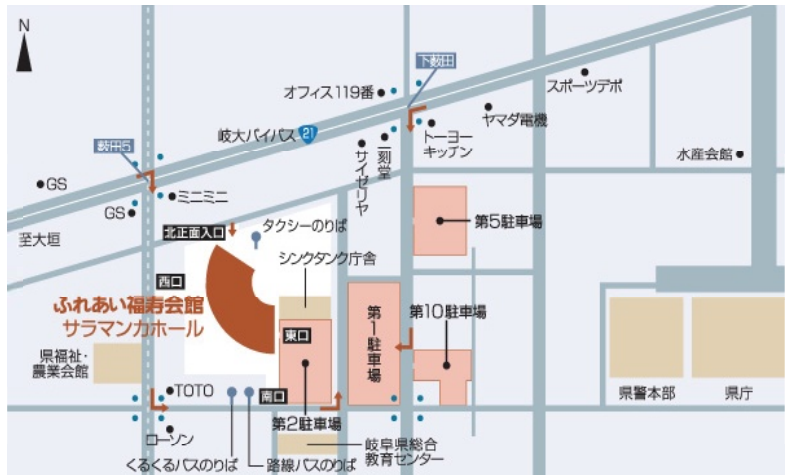 N
下薮田
スポーツデポ
オフィス119番
ヤマダ電機
岐大バイパス
21
トーヨー
キッチン
一刻堂
サイゼリヤ
水産会館
薮田5
GS
ミニミニ
GS
至大垣
北正面入口
タクシーのりば
第5駐車場
シンクタンク庁舎
西口
ふれあい福寿会館
サラマンカホール
第1駐車場
第10駐車場
東口
県福祉・
農業会館
TOTO
南口
第2駐車場
県警本部
県庁
ローソン
くるくるバスのりば
路線バスのりば
岐阜県総合
教育センター